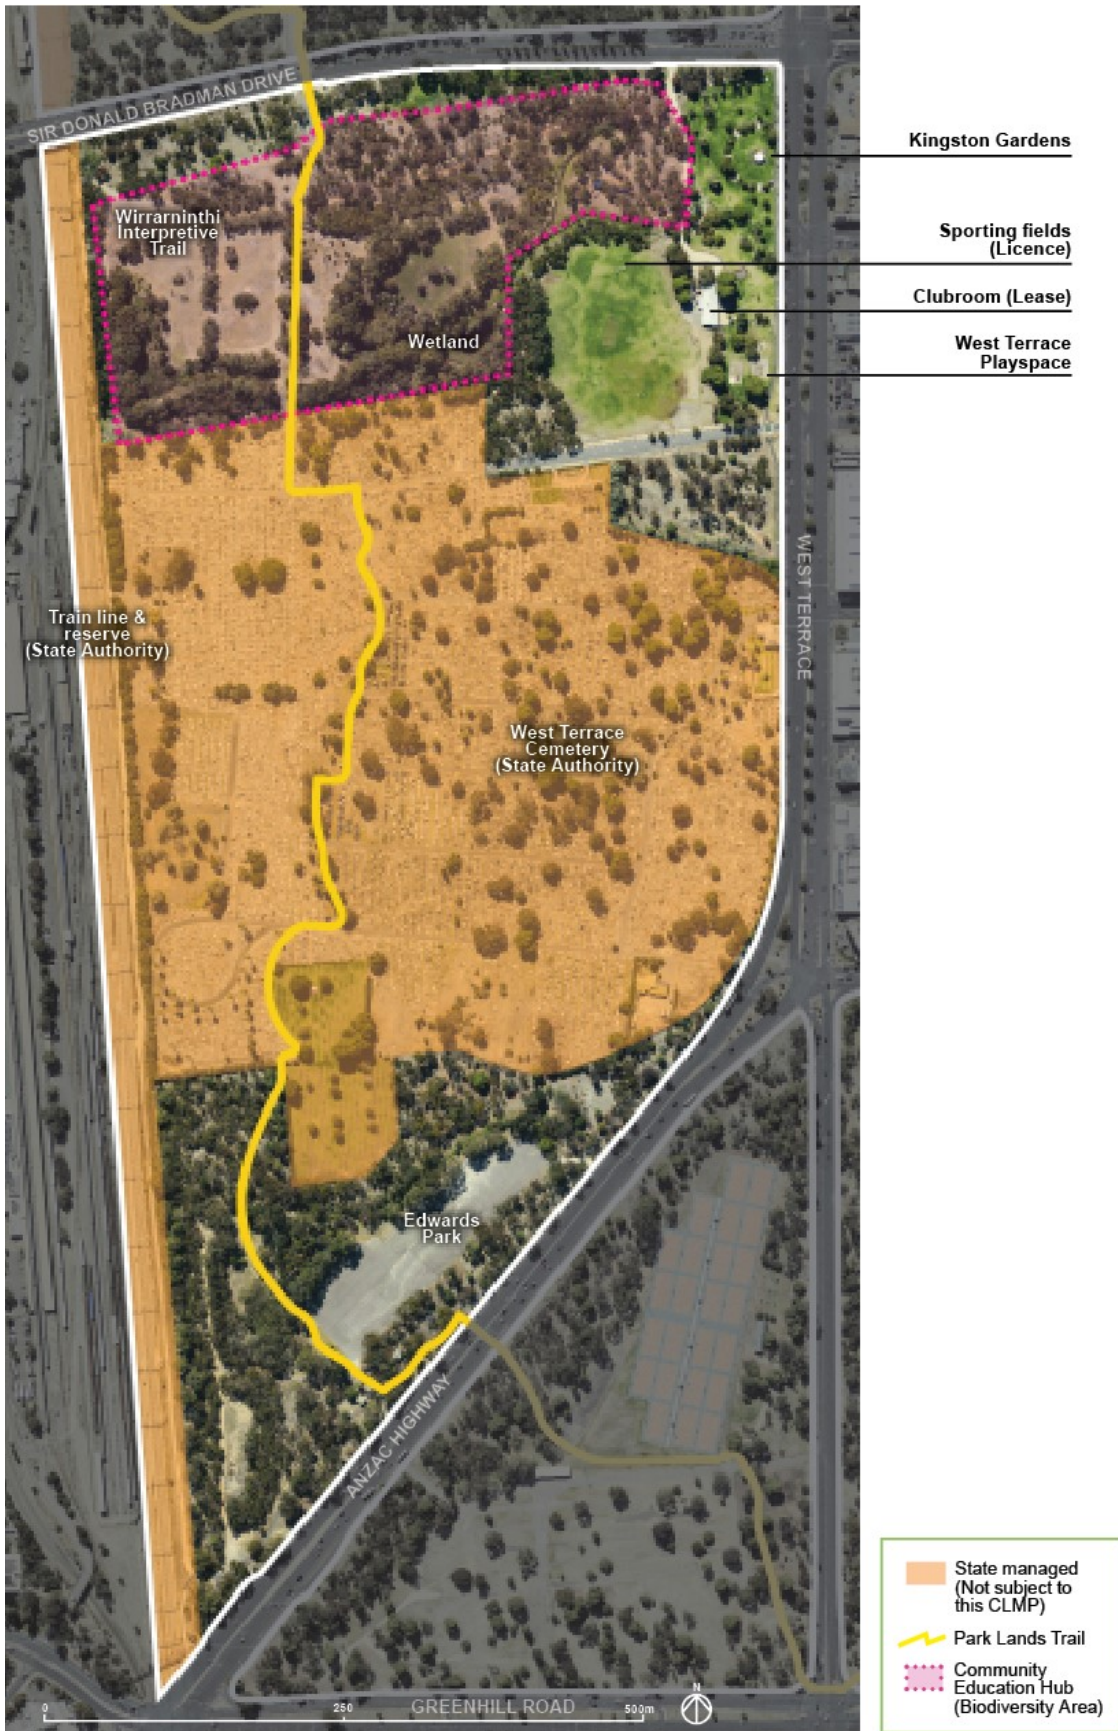 SIR DONALD BRADMAN DRIVE
Kingston Gardens
Wirrarninthi
Interpretive
Trail
Sporting fields
(Licence)
Clubroom (Lease)
Wetland
West Terrace
Playspace
WEST TERRACE
Train line &
reserve
(State Authority)
West Terrace
Cemetery
(State Authority)
Edwards
Park
ANZAC HIGHWAY
State managed
(Not subject to
this CLMP)
Park Lands Trail
Community
Education Hub
(Biodiversity Area)
GREENHILL ROAD
0 250 500m
N